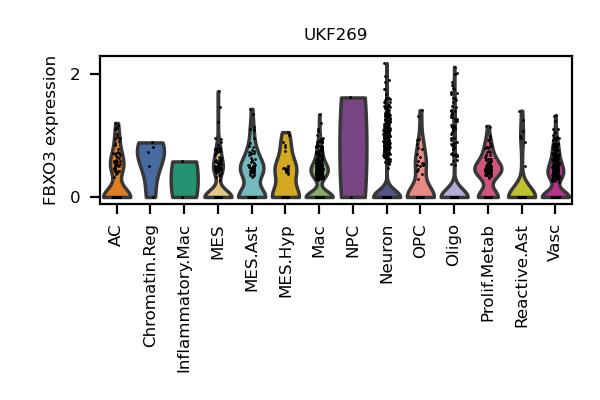 UKF269
FBXO3 expression
2
0
AC
Chromatin.Reg
Inflammatory.Mac
MES
MES.Ast
MES.Hyp
Mac
NPC
Neuron
OPC
Oligo
Prolif.Metab
Reactive.Ast
Vasc